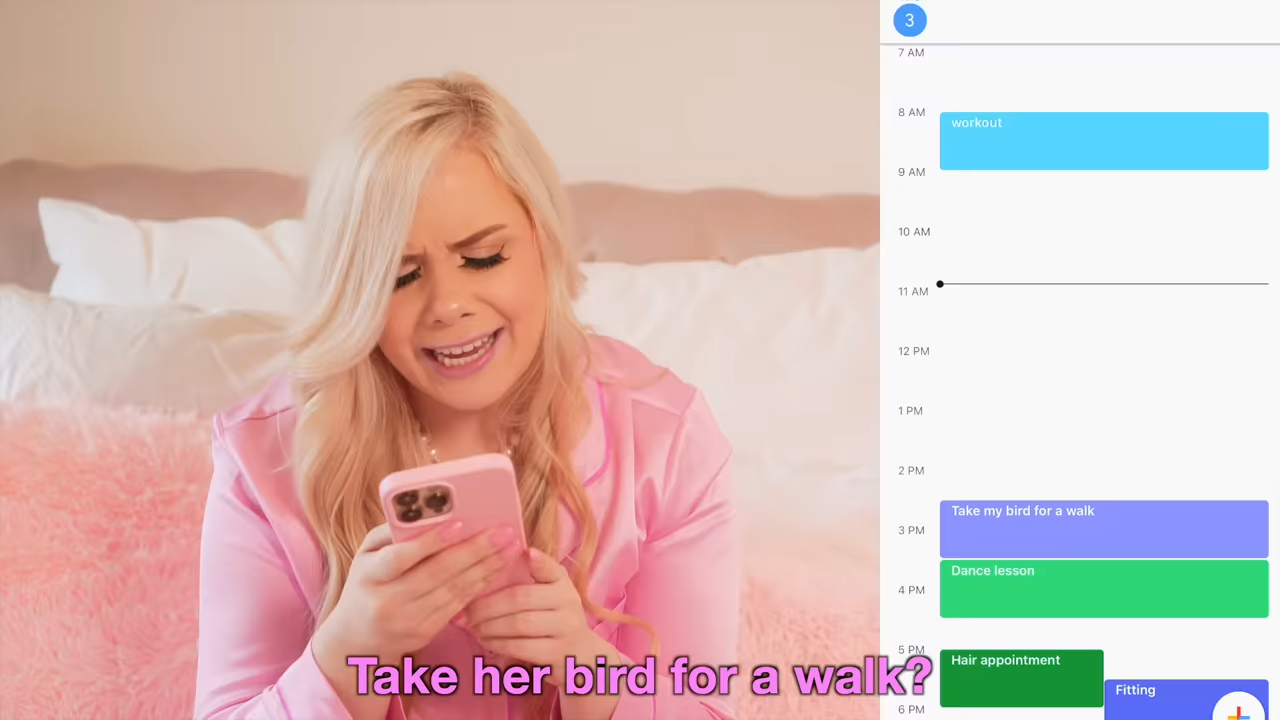 3
7 AM
8 AM
workout
9 AM
10 AM
11 AM
12 PM
1 PM
2 PM
Take my bird for a walk
3 PM
Dance lesson
4 PM
5 PM
Hair appointment
Fitting
6 PM
Take her bird for a walk?